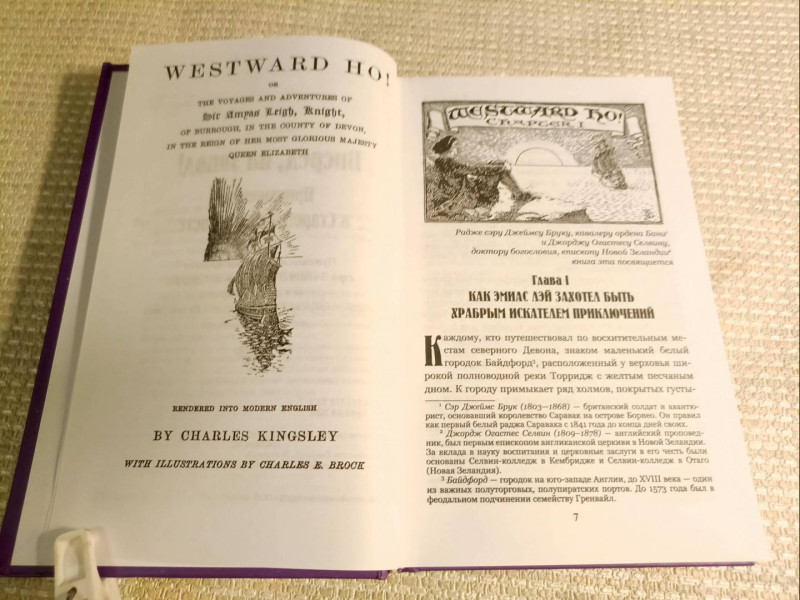 WESTWARD HO!
OR
THE VOYAGES AND ADVENTURES OF
Sir Amyas Leigh, Knight,
OF BURROUGH, IN THE COUNTY OF DEVON,
IN THE REIGN OF HER MOST GLORIOUS MAJESTY
QUEEN ELIZABETH
RENDERED INTO MODERN ENGLISH
BY CHARLES KINGSLEY
WITH ILLUSTRATIONS BY CHARLES E. BROCK
WESTWARD HO!
CHAPTER I
Радже сэру Джеймсу Бруку, кавалеру ордена Бани¹
и Джорджу Огастесу Селвину,
доктору богословия, епископу Новой Зеландии²
книга эта посвящается
Глава I
КАК ЭМИАС ЛЭЙ ЗАХОТЕЛ БЫТЬ
ХРАБРЫМ ИСКАТЕЛЕМ ПРИКЛЮЧЕНИЙ
Каждому, кто путешествовал по восхитительным ме-
стам северного Девона, знаком маленький белый
городок Байдфорд³, расположенный у верховья ши-
рокой полноводной реки Торридж с желтым песчаным
дном. К городу примыкает ряд холмов, покрытых густы-
¹ Сэр Джеймс Брук (1803—1868) — британский солдат и авантю-
рист, основавший королевство Саравак на острове Борнео. Он правил
как первый белый раджа Саравака с 1841 года до конца дней своих.
² Джордж Огастес Селвин (1809—1878) — английский проповед-
ник, был первым епископом англиканской церкви в Новой Зеландии.
За вклада в науку воспитания и церковные заслуги в его честь были
основаны Селвин-колледж в Кембридже и Селвин-колледж в Отаго
(Новая Зеландия).
³ Байдфорд — городок на юго-западе Англии, до XVIII века — один
из важных полуторговых, полупиратских портов. До 1573 года был в
феодальном подчинении семейству Гренвайл.
7